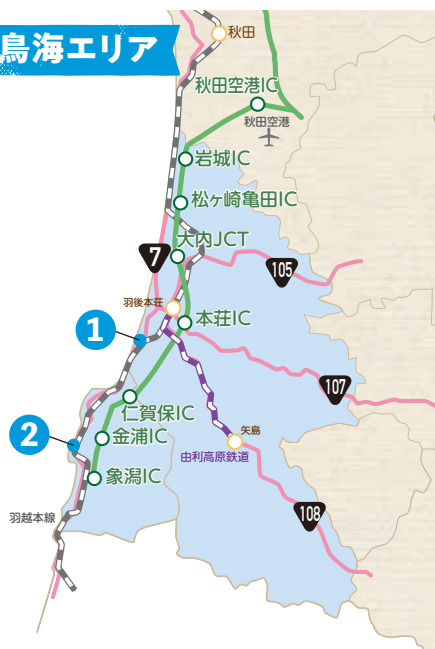 鳥海エリア
秋田
秋田空港IC
秋田空港
岩城IC
松ヶ崎亀田IC
大内JCT
7
105
羽後本荘
本荘IC
1
107
仁賀保IC
2
金浦IC
矢島
由利高原鉄道
象潟IC
108
羽越本線